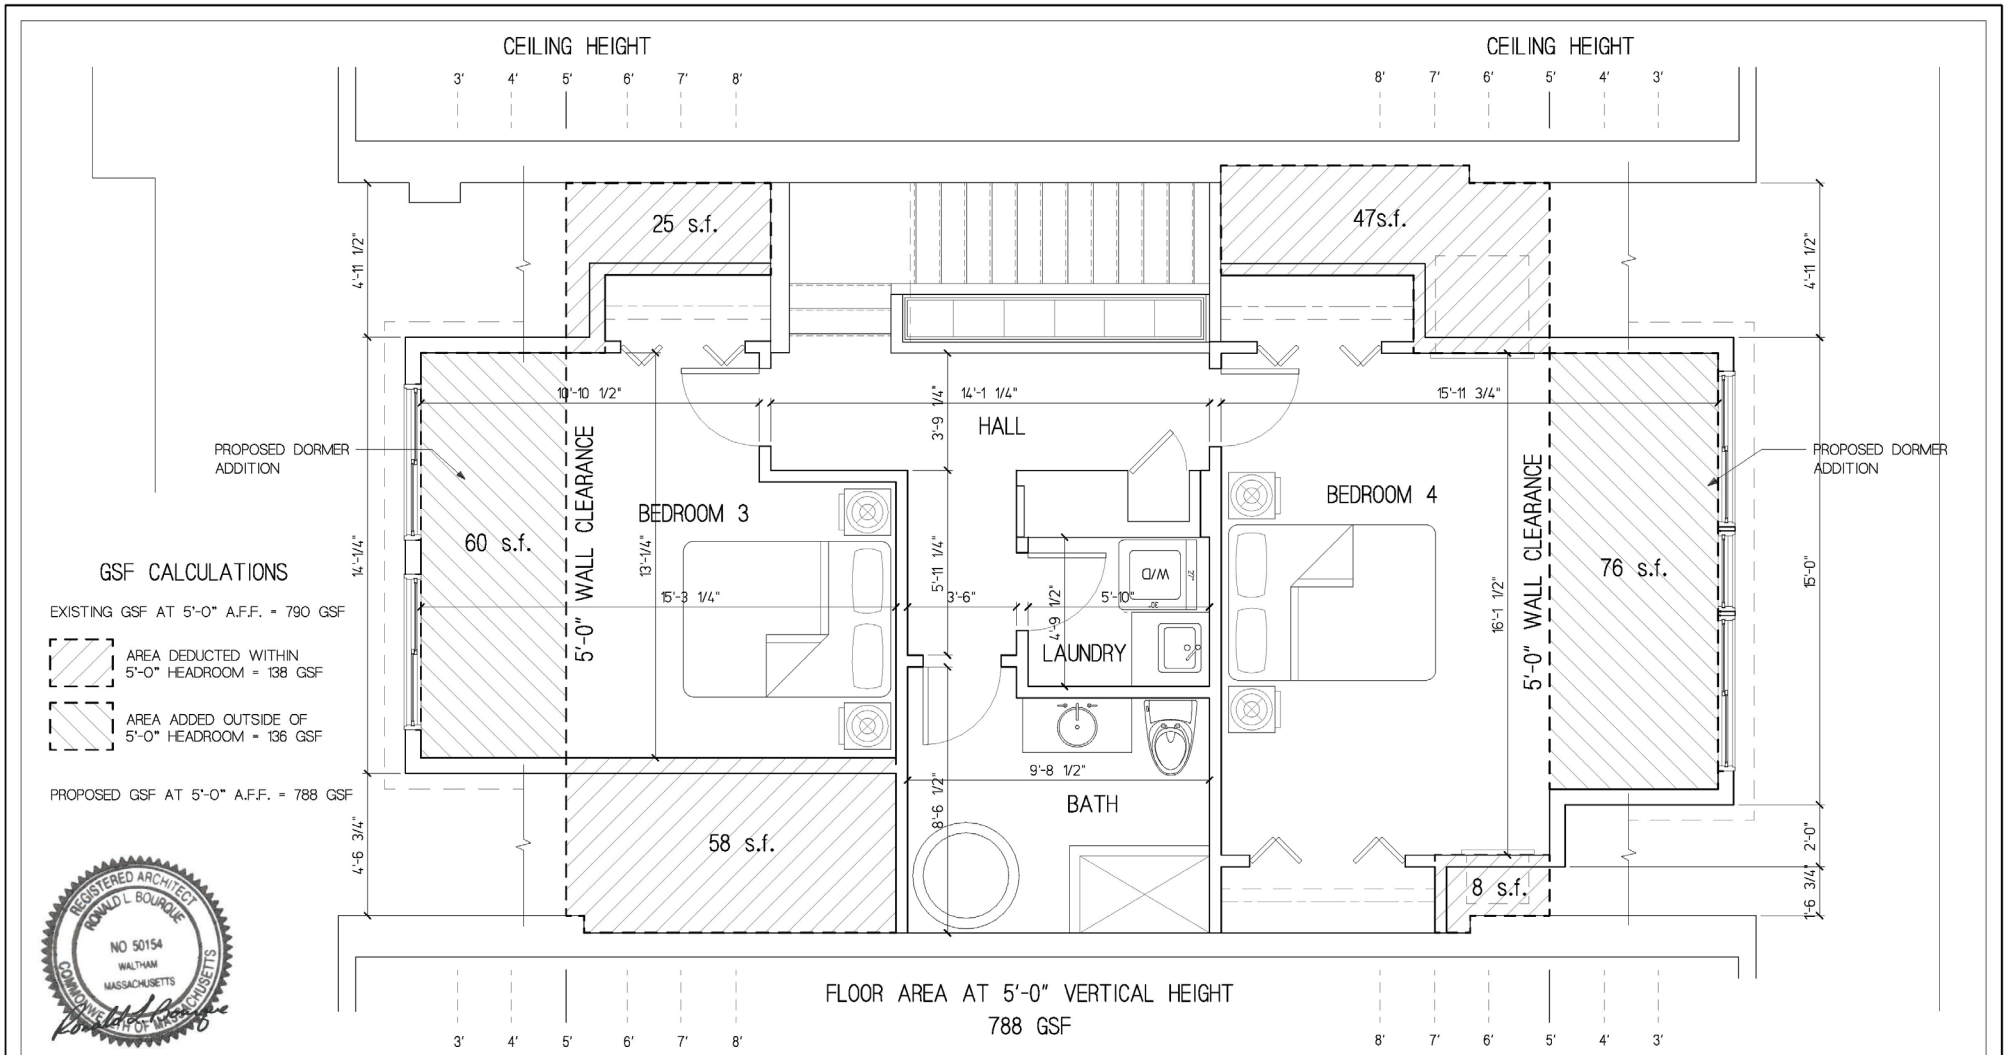 CEILING HEIGHT
CEILING HEIGHT
3' 4' 5' 6' 7' 8'
8' 7' 6' 5' 4' 3'
25 s.f.
47s.f.
4'-11 1/2"
4'-11 1/2"
10'-10 1/2"
14'-1 1/4"
15'-11 3/4"
3'-9 1/4"
HALL
PROPOSED DORMER
ADDITION
PROPOSED DORMER
ADDITION
5'-0" WALL CLEARANCE
5'-0" WALL CLEARANCE
BEDROOM 3
BEDROOM 4
60 s.f.
76 s.f.
14'-1/4"
13'-1/4"
5'-11 1/4"
4'-9 1/2"
16'-1 1/2"
15'-0"
W/D
27"
30"
15'-3 1/4"
3'-6"
5'-10"
LAUNDRY
GSF CALCULATIONS
EXISTING GSF AT 5'-0" A.F.F. = 790 GSF
AREA DEDUCTED WITHIN
5'-0" HEADROOM = 138 GSF
AREA ADDED OUTSIDE OF
5'-0" HEADROOM = 136 GSF
PROPOSED GSF AT 5'-0" A.F.F. = 788 GSF
9'-8 1/2"
BATH
8'-6 1/2"
4'-6 3/4"
58 s.f.
8 s.f.
2'-0"
1'-6 3/4"
REGISTERED ARCHITECT
RONALD L BOURQUE
NO 50154
WALTHAM
MASSACHUSETTS
COMMONWEALTH OF MASSACHUSETTS
Ronald L. Bourque
FLOOR AREA AT 5'-0" VERTICAL HEIGHT
788 GSF
3' 4' 5' 6' 7' 8'
8' 7' 6' 5' 4' 3'